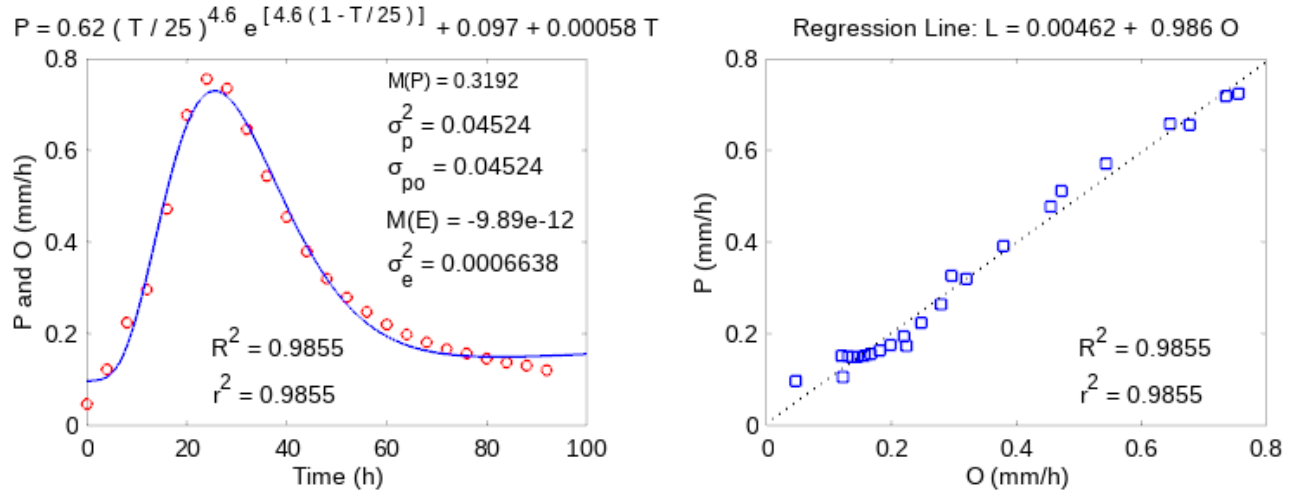 P = 0.62 ( T / 25 )^4.6 e^[ 4.6 ( 1 - T / 25 ) ] + 0.097 + 0.00058 T
0.8
0.6
0.4
0.2
0
P and O (mm/h)
M(P) = 0.3192
σ_p^2 = 0.04524
σ_po = 0.04524
M(E) = -9.89e-12
σ_e^2 = 0.0006638
R^2 = 0.9855
r^2 = 0.9855
0 20 40 60 80 100
Time (h)
Regression Line: L = 0.00462 + 0.986 O
0.8
0.6
0.4
0.2
0
P (mm/h)
R^2 = 0.9855
r^2 = 0.9855
0 0.2 0.4 0.6 0.8
O (mm/h)